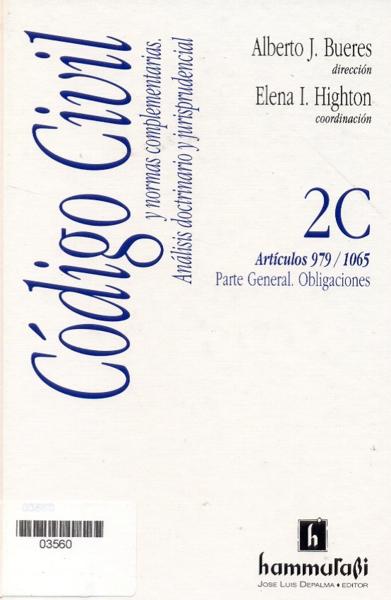 Código Civil
y normas complementarias.
Análisis doctrinario y jurisprudencial
Alberto J. Bueres
dirección
Elena I. Highton
coordinación
2C
Artículos 979 / 1065
Parte General. Obligaciones
03560
03560
h
hammurabi
JOSE LUIS DEPALMA • EDITOR